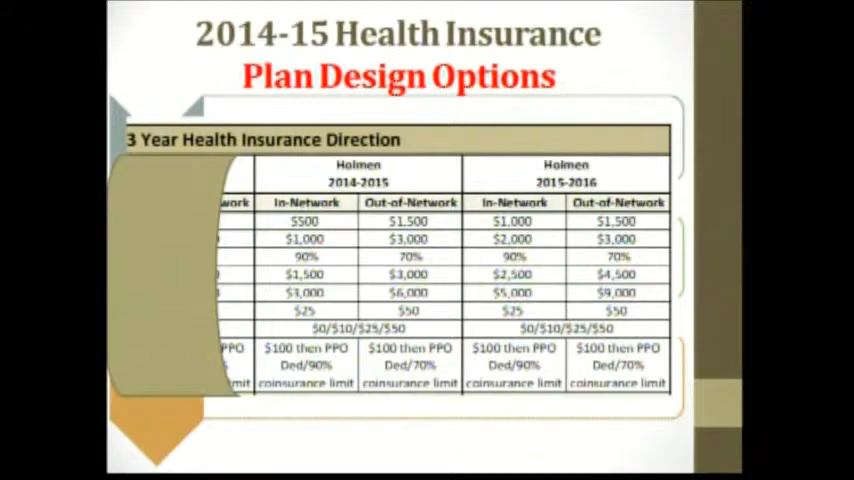 2014-15 Health Insurance
Plan Design Options
3 Year Health Insurance Direction
Holmen Holmen
2014-2015 2015-2016
work In-Network Out-of-Network In-Network Out-of-Network
$500 $1,500 $1,000 $1,500
$1,000 $3,000 $2,000 $3,000
90% 70% 90% 70%
$1,500 $3,000 $2,500 $4,500
$3,000 $6,000 $5,000 $9,000
$25 $50 $25 $50
$0/$10/$25/$50 $0/$10/$25/$50
PPO $100 then PPO $100 then PPO $100 then PPO $100 then PPO
Ded/90% Ded/70% Ded/90% Ded/70%
mit coinsurance limit coinsurance limit coinsurance limit coinsurance limit